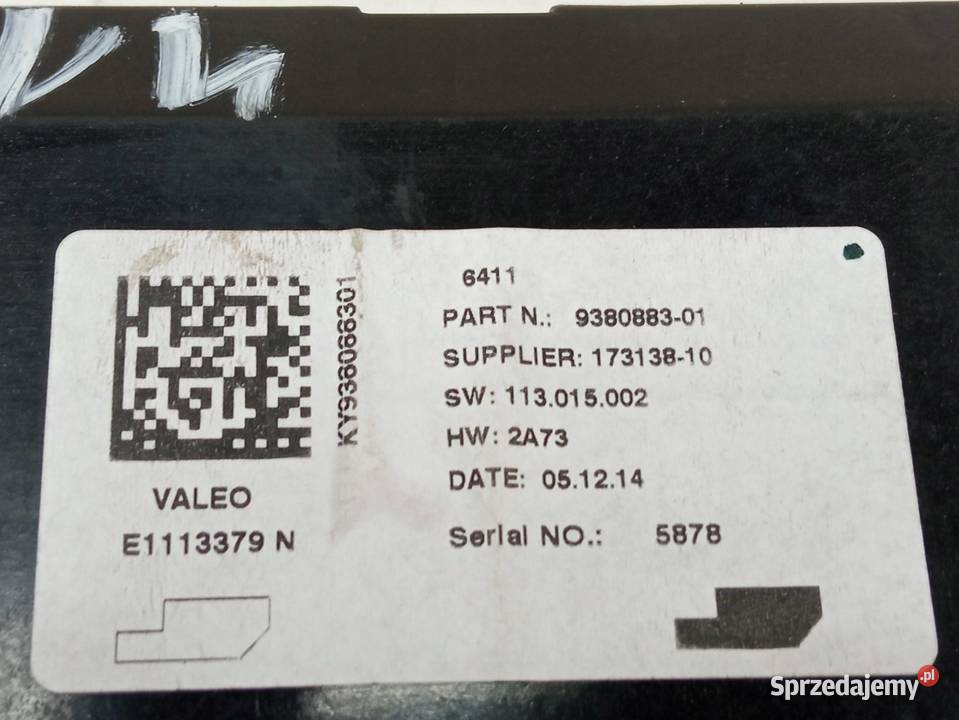 6411
PART N.: 9380883-01
SUPPLIER: 173138-10
SW: 113.015.002
HW: 2A73
DATE: 05.12.14
Serial NO.: 5878
KY936066301
VALEO
E1113379 N
Sprzedajemy.pl